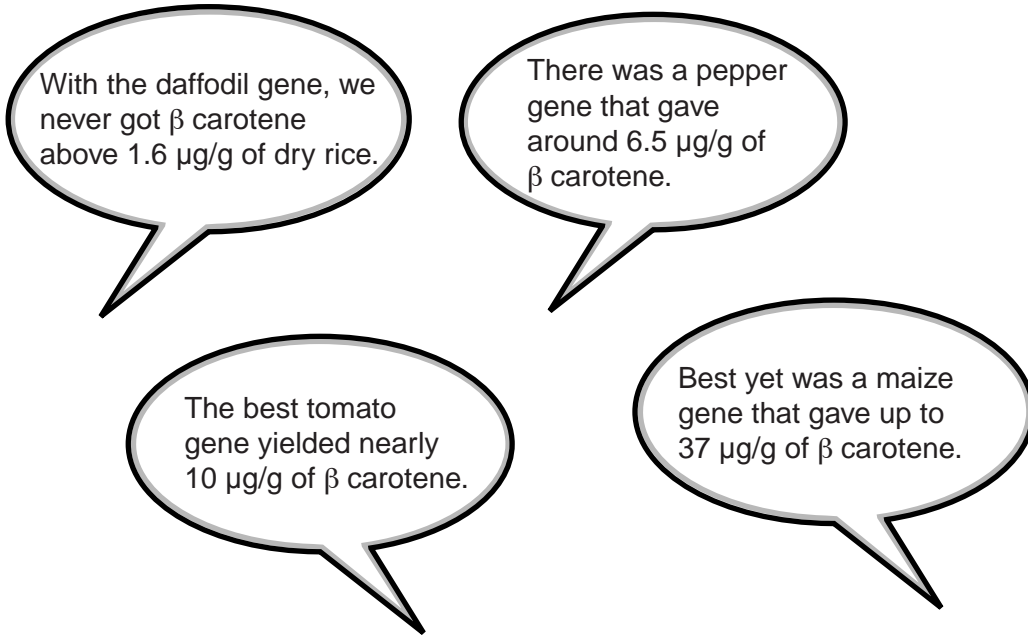 With the daffodil gene, we
never got β carotene
above 1.6 μg/g of dry rice.
There was a pepper
gene that gave
around 6.5 μg/g of
β carotene.
The best tomato
gene yielded nearly
10 μg/g of β carotene.
Best yet was a maize
gene that gave up to
37 μg/g of β carotene.